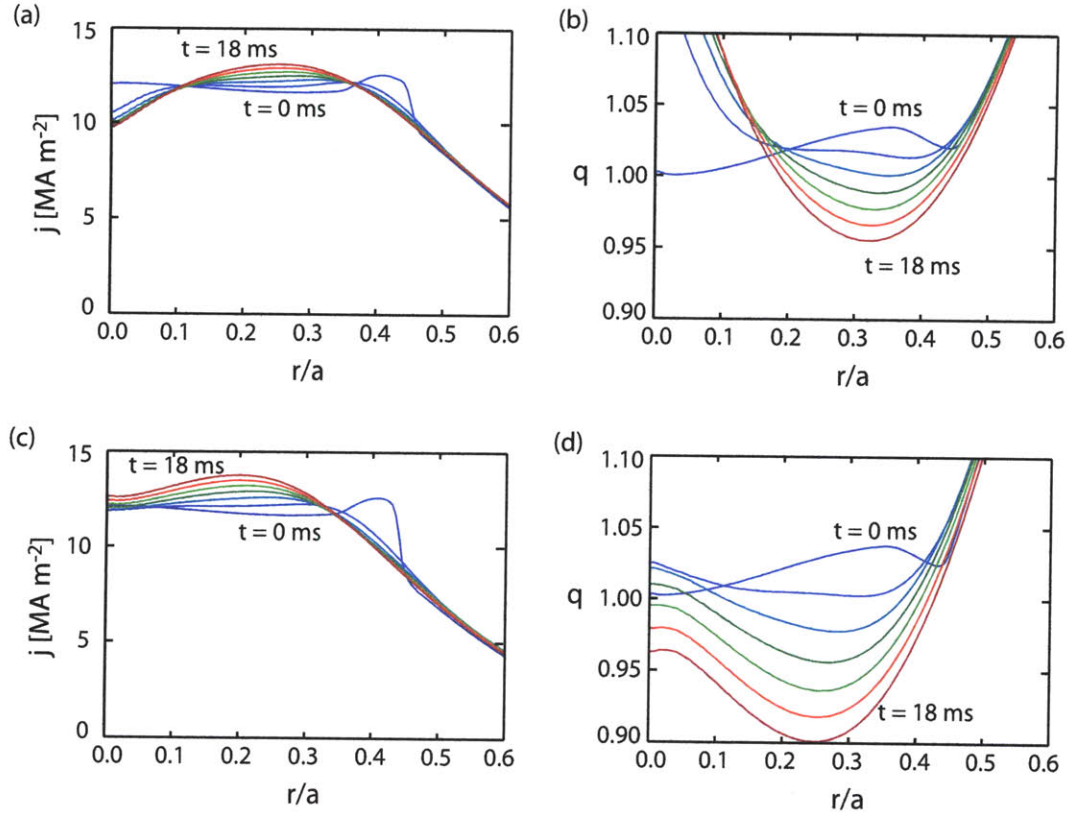 (a)
15
10
5
0
j [MA m⁻²]
t = 18 ms
t = 0 ms
0.0 0.1 0.2 0.3 0.4 0.5 0.6
r/a
(b)
1.10
1.05
1.00
0.95
0.90
q
t = 0 ms
t = 18 ms
0.0 0.1 0.2 0.3 0.4 0.5 0.6
r/a
(c)
15
10
5
0
j [MA m⁻²]
t = 18 ms
t = 0 ms
0.0 0.1 0.2 0.3 0.4 0.5 0.6
r/a
(d)
1.10
1.05
1.00
0.95
0.90
q
t = 0 ms
t = 18 ms
0.0 0.1 0.2 0.3 0.4 0.5 0.6
r/a